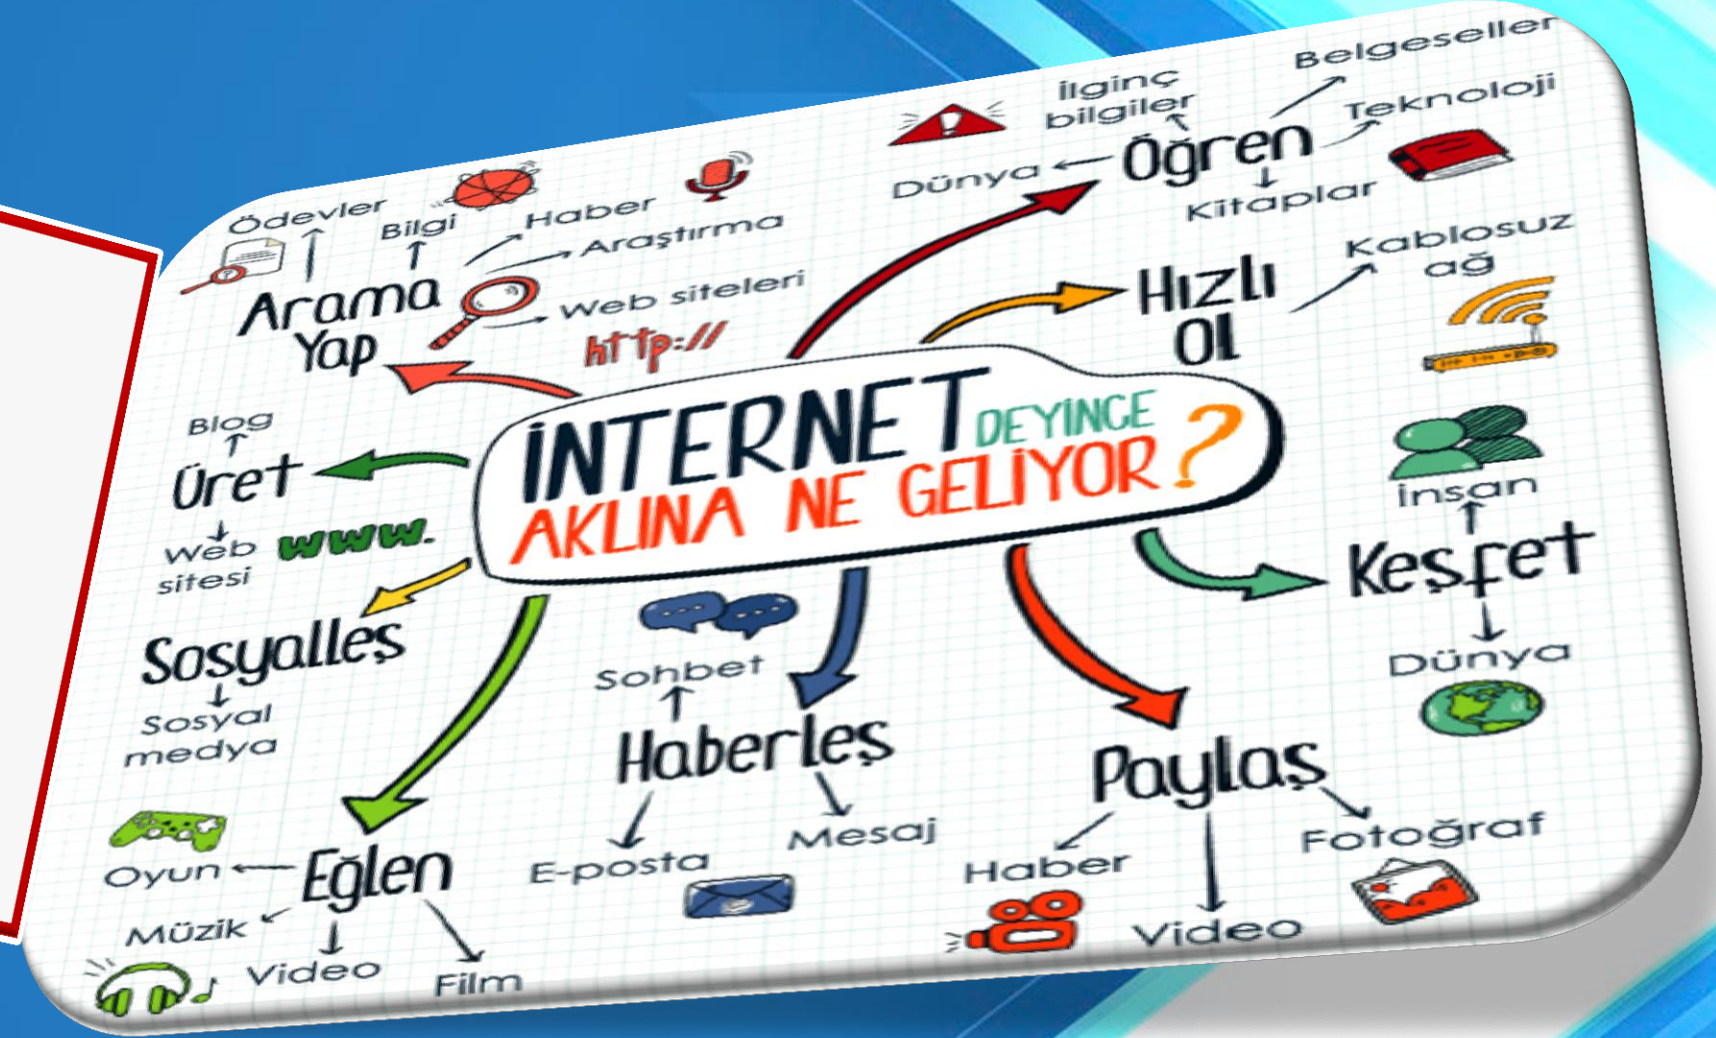 İNTERNET DEYİNCE
AKLINA NE GELİYOR?
Arama
Yap
Ödevler
Bilgi
Haber
Araştırma
Web siteleri
http://
Öğren
Dünya
İlginç
bilgiler
Belgeseller
Teknoloji
Kitaplar
Hızlı
Ol
Kablosuz
ağ
Keşfet
İnsan
Dünya
Paylaş
Haber
Video
Fotoğraf
Haberleş
Sohbet
E-posta
Mesaj
Eğlen
Oyun
Müzik
Video
Film
Sosyalleş
Sosyal
medya
Üret
Blog
Web
sitesi
www.